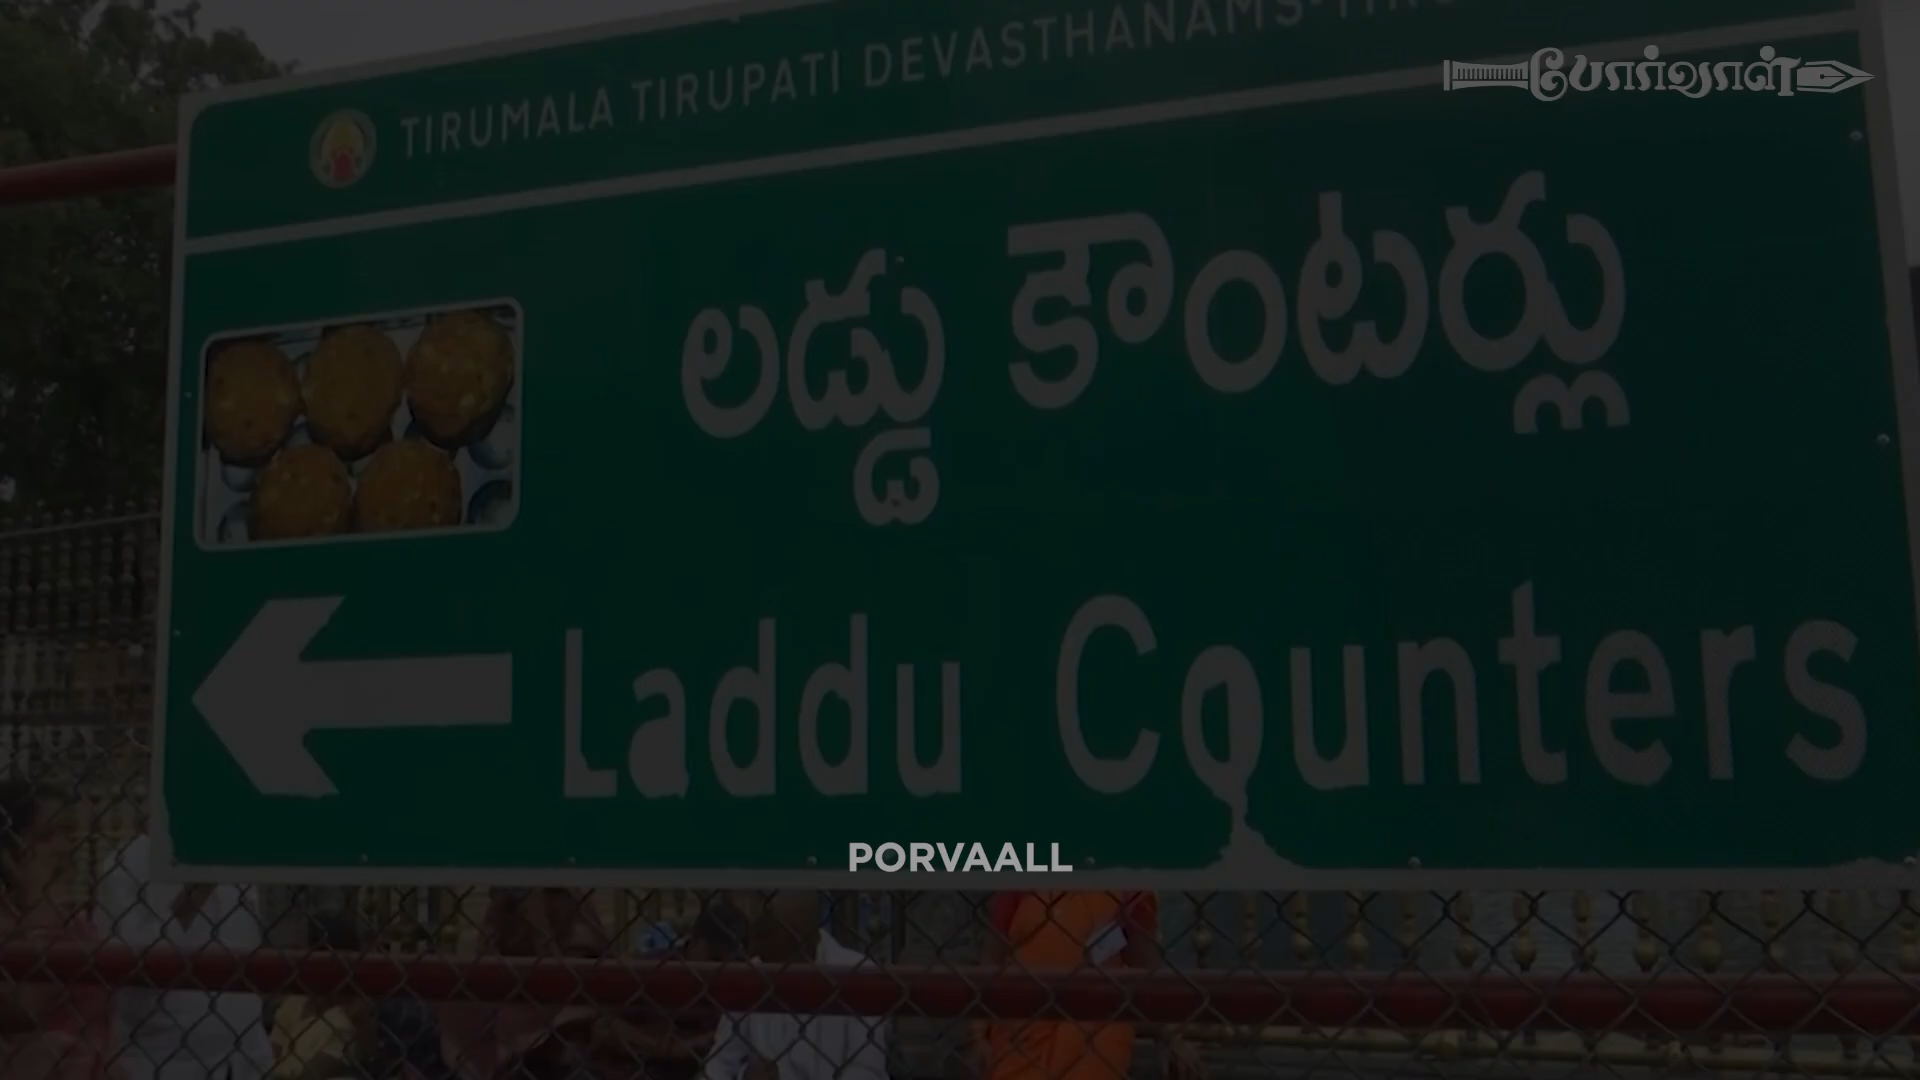 TIRUMALA TIRUPATI DEVASTHANAMS-
போர்வாள்
లడ్డు కౌంటర్లు
Laddu Counters
PORVAALL